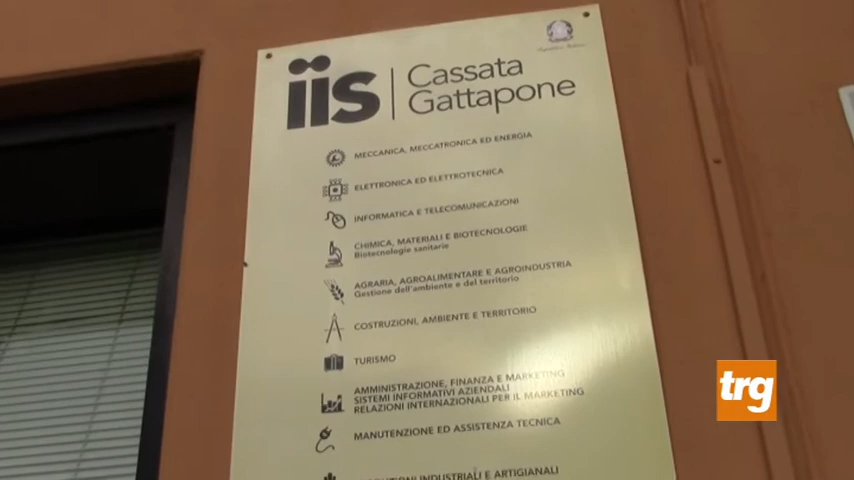 iis
Cassata
Gattapone
MECCANICA, MECCATRONICA ED ENERGIA
ELETTRONICA ED ELETTROTECNICA
INFORMATICA E TELECOMUNICAZIONI
CHIMICA, MATERIALI E BIOTECNOLOGIE
Biotecnologie sanitarie
AGRARIA, AGROALIMENTARE E AGROINDUSTRIA
Gestione dell'ambiente e del territorio
COSTRUZIONI, AMBIENTE E TERRITORIO
TURISMO
AMMINISTRAZIONE, FINANZA E MARKETING
SISTEMI INFORMATIVI AZIENDALI
RELAZIONI INTERNAZIONALI PER IL MARKETING
MANUTENZIONE ED ASSISTENZA TECNICA
INDUSTRIALI E ARTIGIANALI
trg